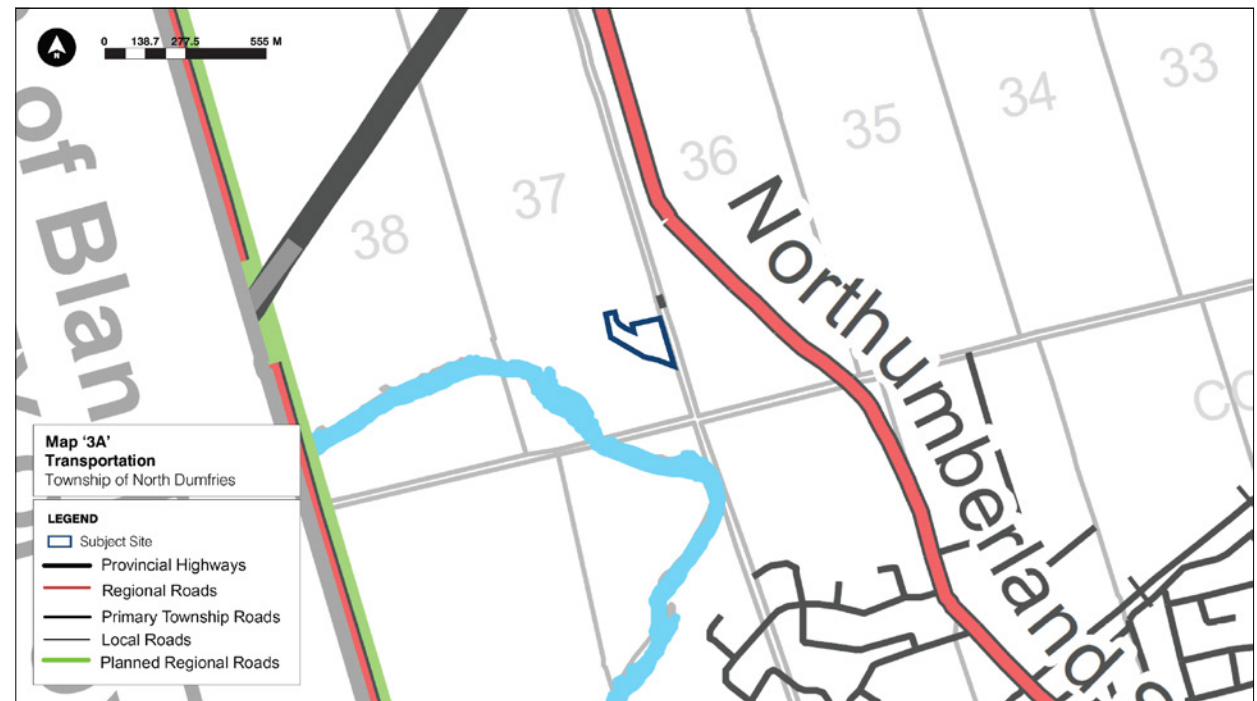 N
0 138.7 277.5 555 M
of Blan
38
37
36
35
34
33
Northumberland
CO
Map ‘3A’
Transportation
Township of North Dumfries
LEGEND
Subject Site
Provincial Highways
Regional Roads
Primary Township Roads
Local Roads
Planned Regional Roads